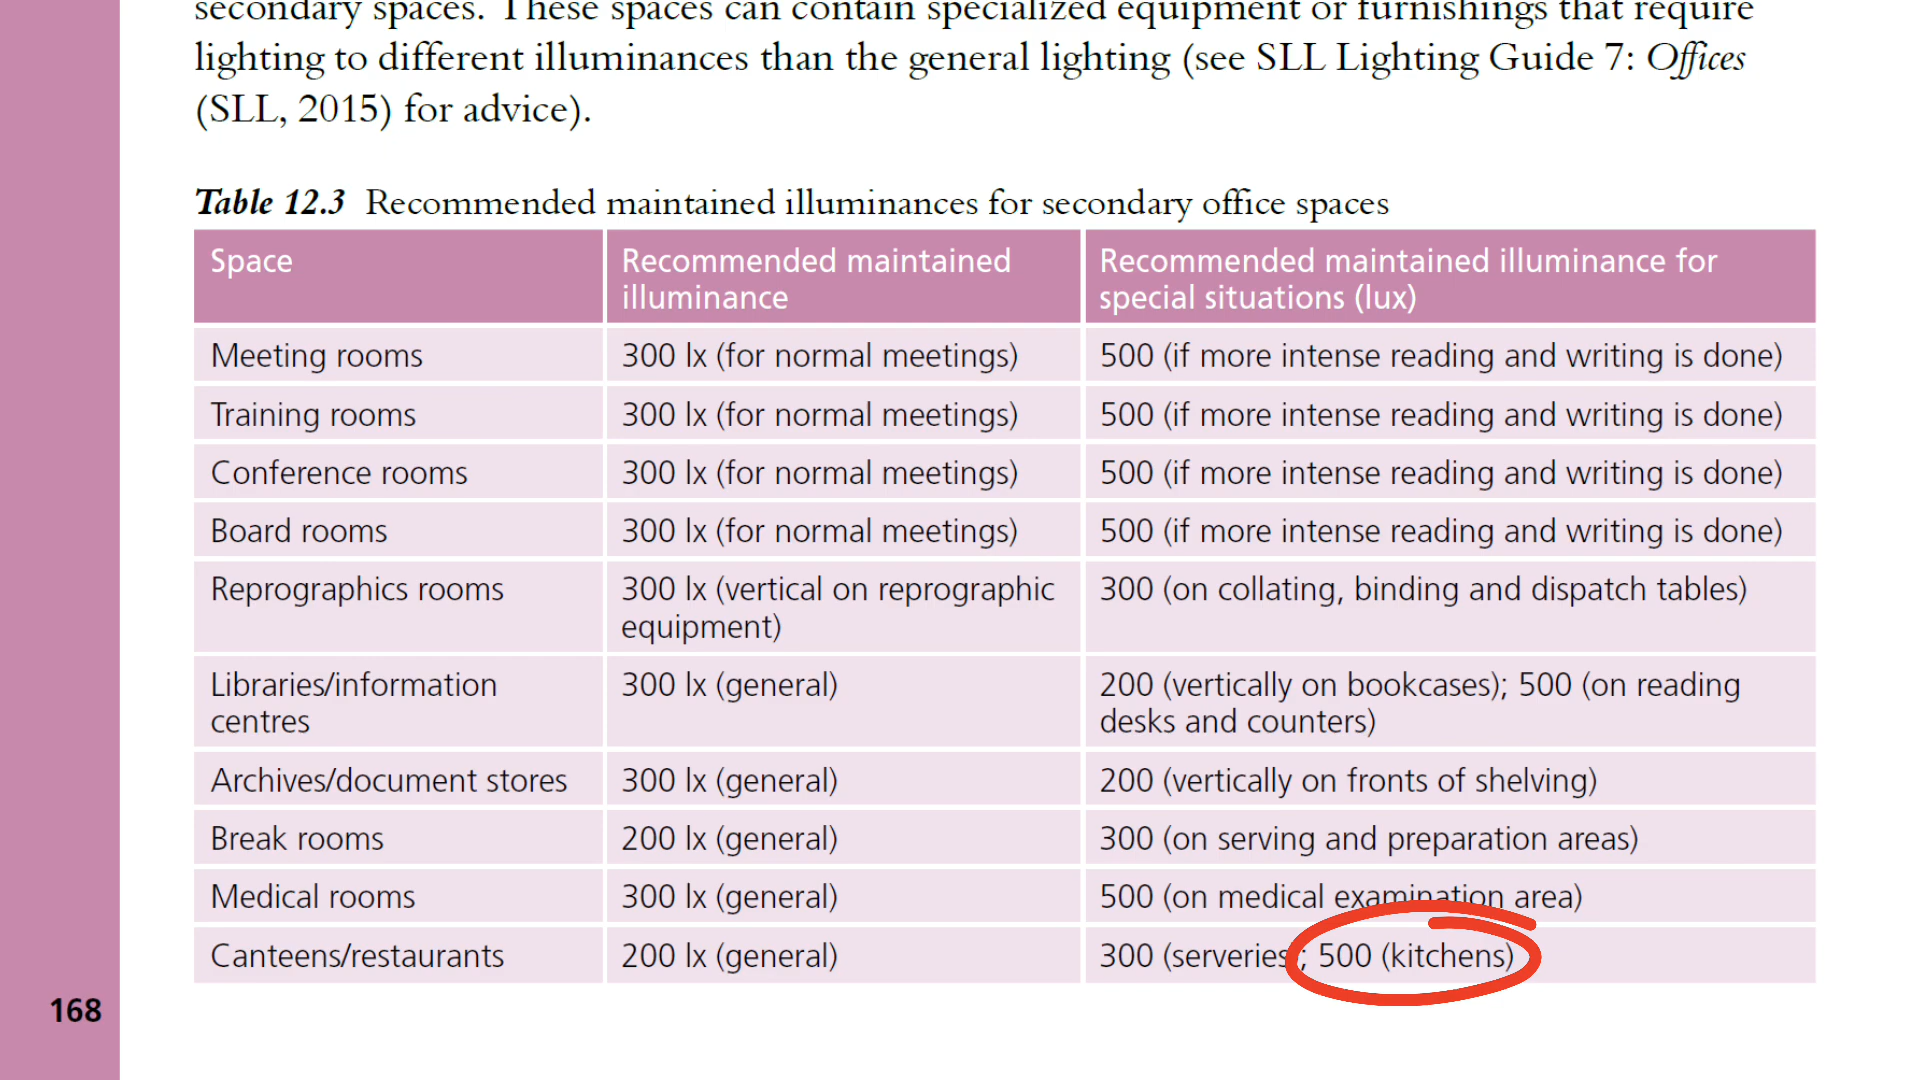 secondary spaces. These spaces can contain specialized equipment or furnishings that require
lighting to different illuminances than the general lighting (see SLL Lighting Guide 7: Offices
(SLL, 2015) for advice).
Table 12.3 Recommended maintained illuminances for secondary office spaces
Space
Recommended maintained
illuminance
Recommended maintained illuminance for
special situations (lux)
Meeting rooms
300 lx (for normal meetings)
500 (if more intense reading and writing is done)
Training rooms
300 lx (for normal meetings)
500 (if more intense reading and writing is done)
Conference rooms
300 lx (for normal meetings)
500 (if more intense reading and writing is done)
Board rooms
300 lx (for normal meetings)
500 (if more intense reading and writing is done)
Reprographics rooms
300 lx (vertical on reprographic
equipment)
300 (on collating, binding and dispatch tables)
Libraries/information
centres
300 lx (general)
200 (vertically on bookcases); 500 (on reading
desks and counters)
Archives/document stores
300 lx (general)
200 (vertically on fronts of shelving)
Break rooms
200 lx (general)
300 (on serving and preparation areas)
Medical rooms
300 lx (general)
500 (on medical examination area)
Canteens/restaurants
200 lx (general)
300 (serveries); 500 (kitchens)
168